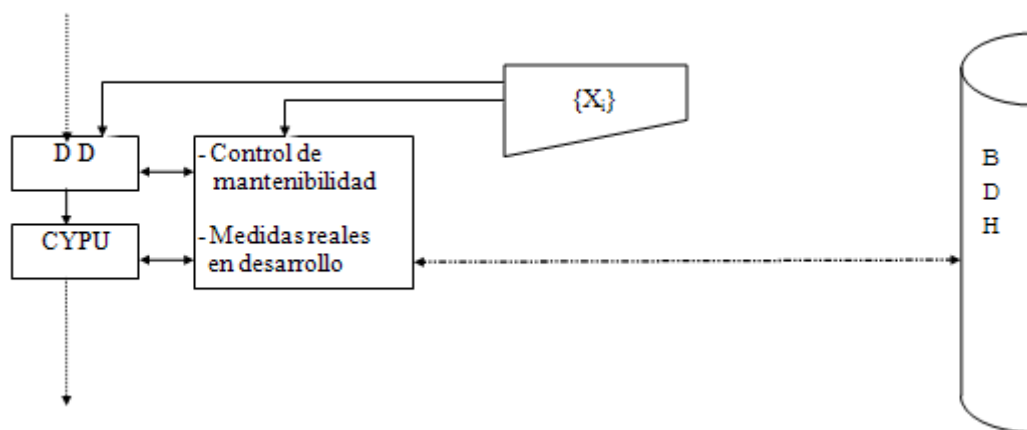 {Xi}
D D
- Control de
mantenibilidad
CYPU
- Medidas reales
en desarrollo
B
D
H